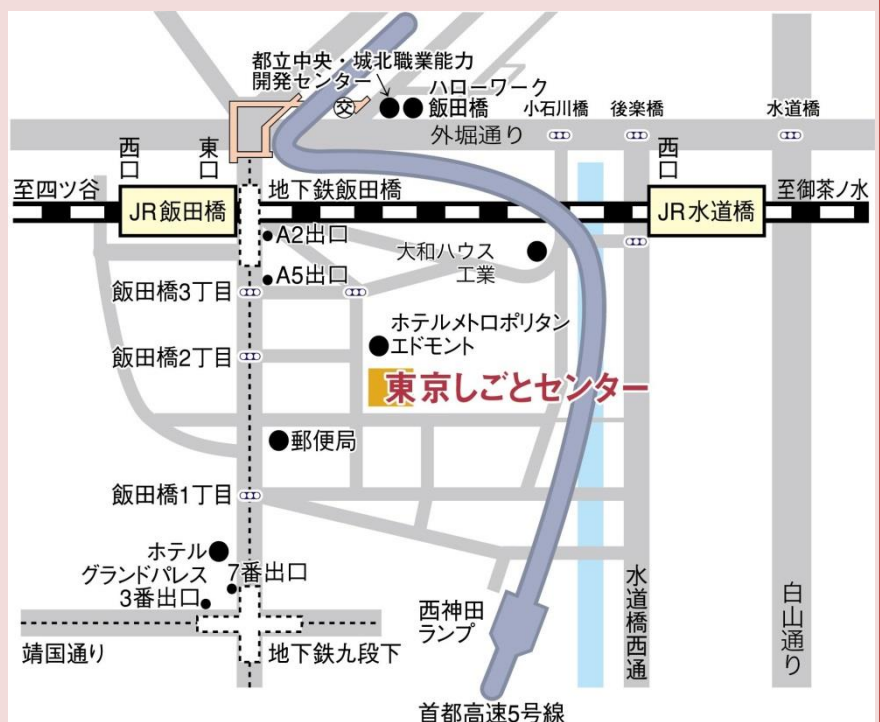 都立中央・城北職業能力
開発センター
ハローワーク
飯田橋
交
小石川橋
後楽橋
水道橋
外堀通り
西口
東口
西口
至四ツ谷
地下鉄飯田橋
至御茶ノ水
JR飯田橋
JR水道橋
A2出口
大和ハウス
工業
A5出口
飯田橋3丁目
ホテルメトロポリタン
エドモント
飯田橋2丁目
東京しごとセンター
郵便局
飯田橋1丁目
ホテル
グランドパレス
7番出口
3番出口
西神田
ランプ
水道橋西通
白山通り
靖国通り
地下鉄九段下
首都高速5号線